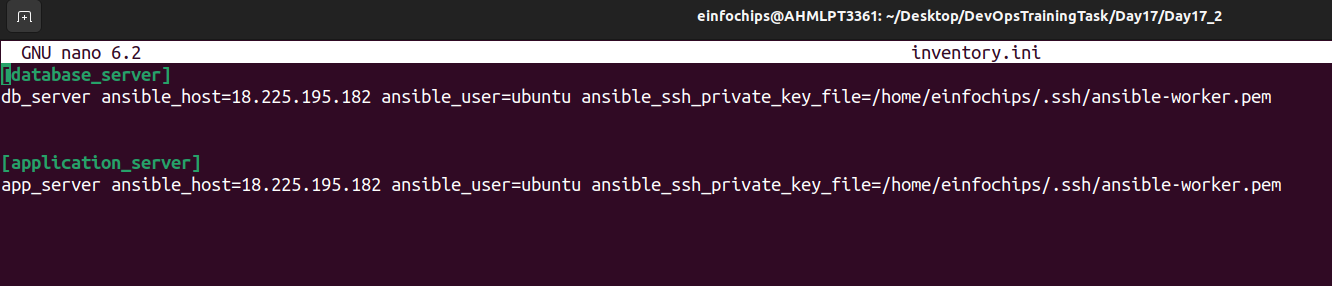 einfochips@AHMLPT3361: ~/Desktop/DevOpsTrainingTask/Day17/Day17_2
GNU nano 6.2 inventory.ini
[database_server]
db_server ansible_host=18.225.195.182 ansible_user=ubuntu ansible_ssh_private_key_file=/home/einfochips/.ssh/ansible-worker.pem
[application_server]
app_server ansible_host=18.225.195.182 ansible_user=ubuntu ansible_ssh_private_key_file=/home/einfochips/.ssh/ansible-worker.pem